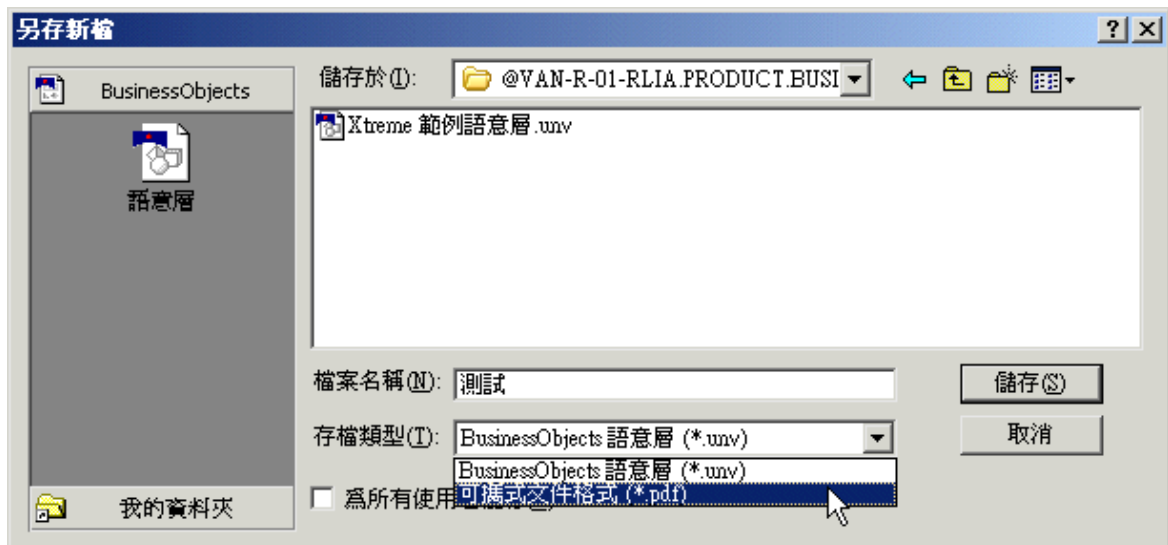 另存新檔
BusinessObjects
語意層
我的資料夾
儲存於(I):
@VAN-R-01-RLIA.PRODUCT.BUSI
Xtreme 範例語意層.unv
檔案名稱(N):
測試
儲存(S)
存檔類型(T):
BusinessObjects 語意層 (*.unv)
取消
BusinessObjects 語意層 (*.unv)
可攜式文件格式 (*.pdf)
為所有使用